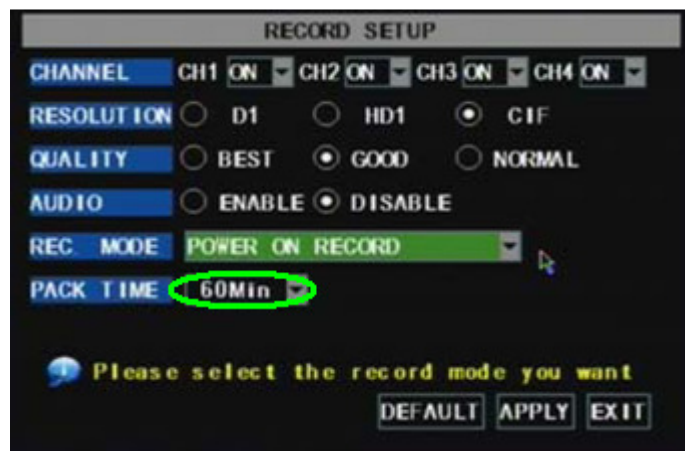 RECORD SETUP
CHANNEL CH1 ON CH2 ON CH3 ON CH4 ON
RESOLUTION D1 HD1 CIF
QUALITY BEST GOOD NORMAL
AUDIO ENABLE DISABLE
REC. MODE POWER ON RECORD
PACK TIME 60Min
Please select the record mode you want
DEFAULT APPLY EXIT